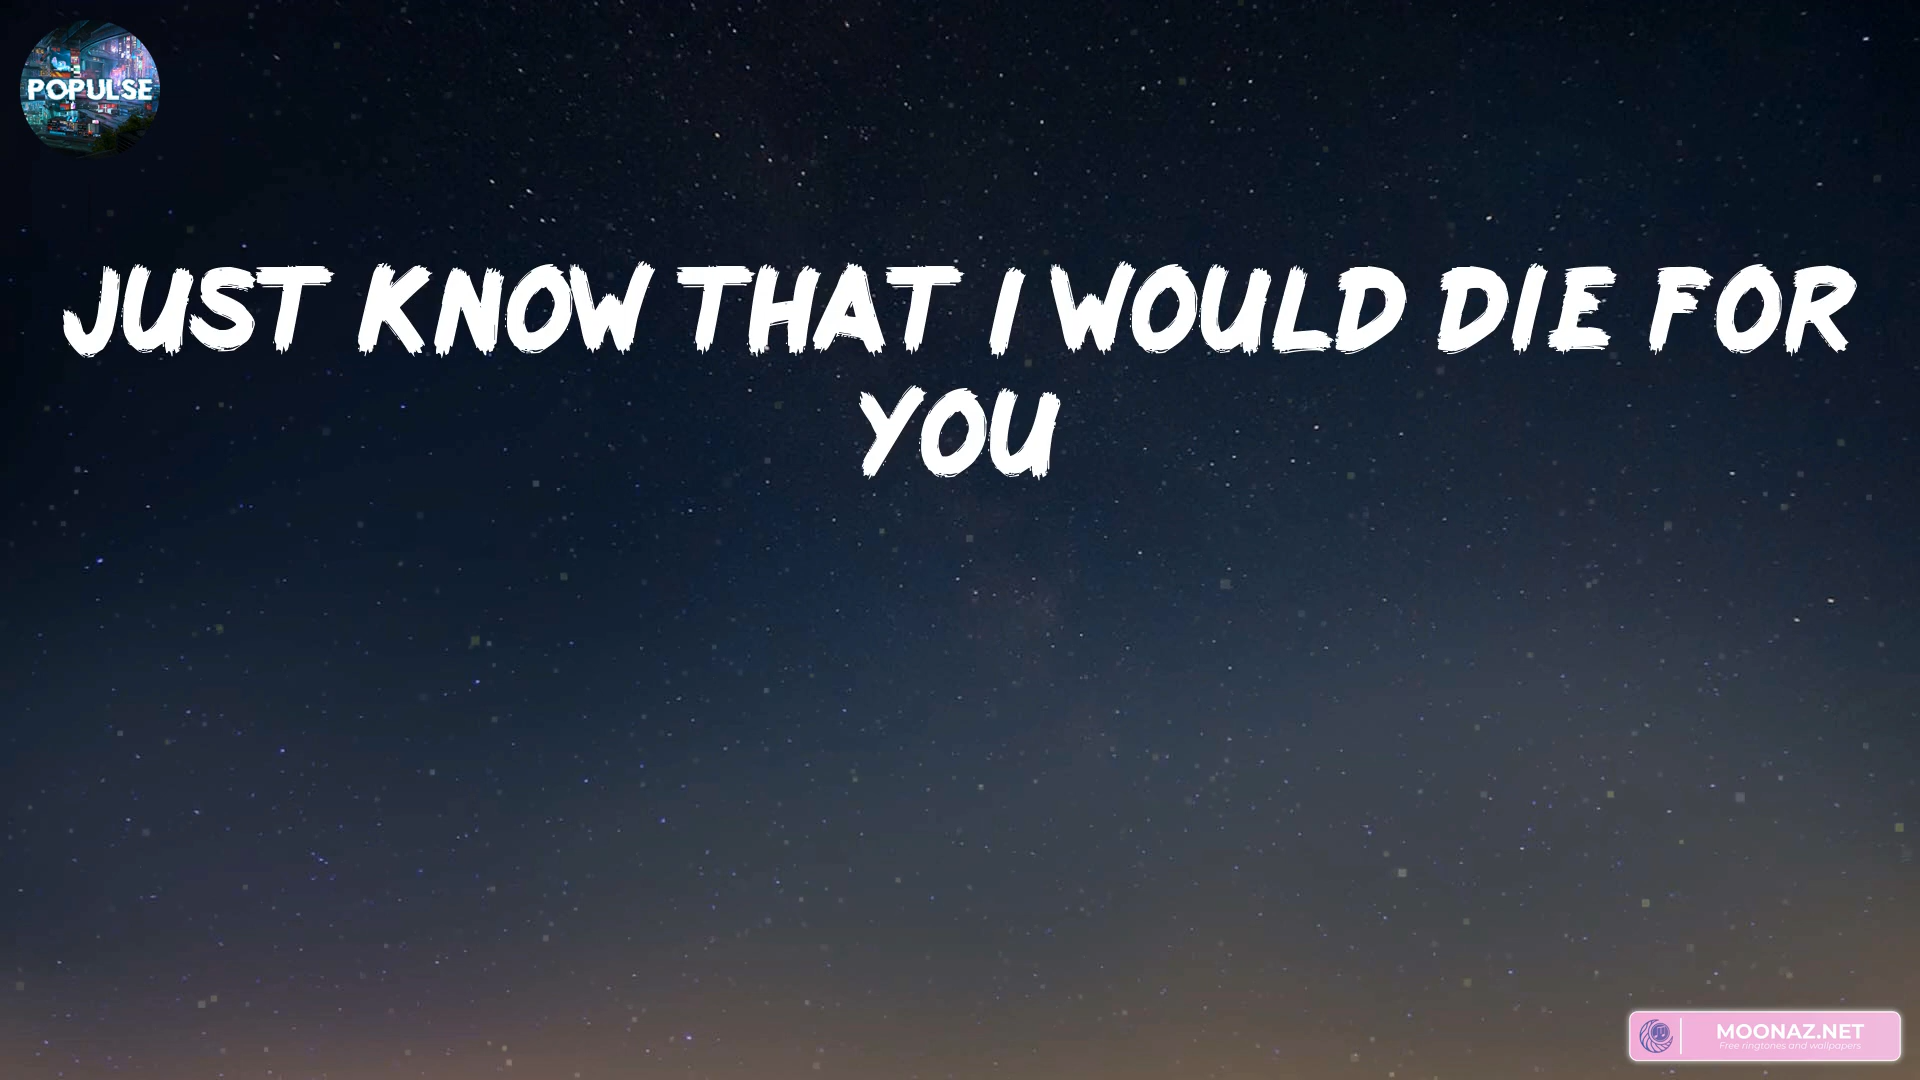 POPULSE
JUST KNOW THAT I WOULD DIE FOR
YOU
MOONAZ.NET
Free ringtones and wallpapers